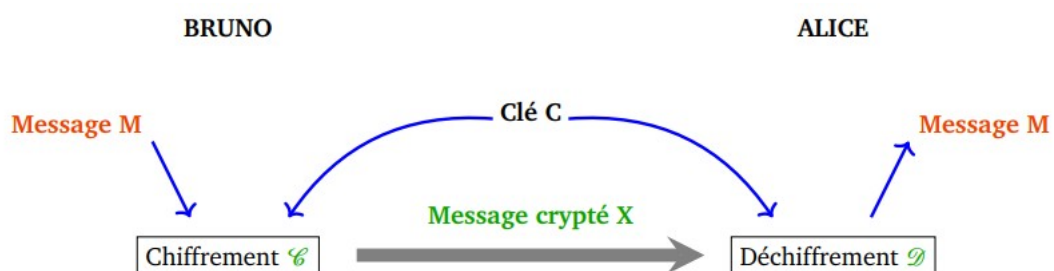 BRUNO ALICE
Clé C
Message M Message M
Message crypté X
Chiffrement 𝒞 Déchiffrement 𝒟